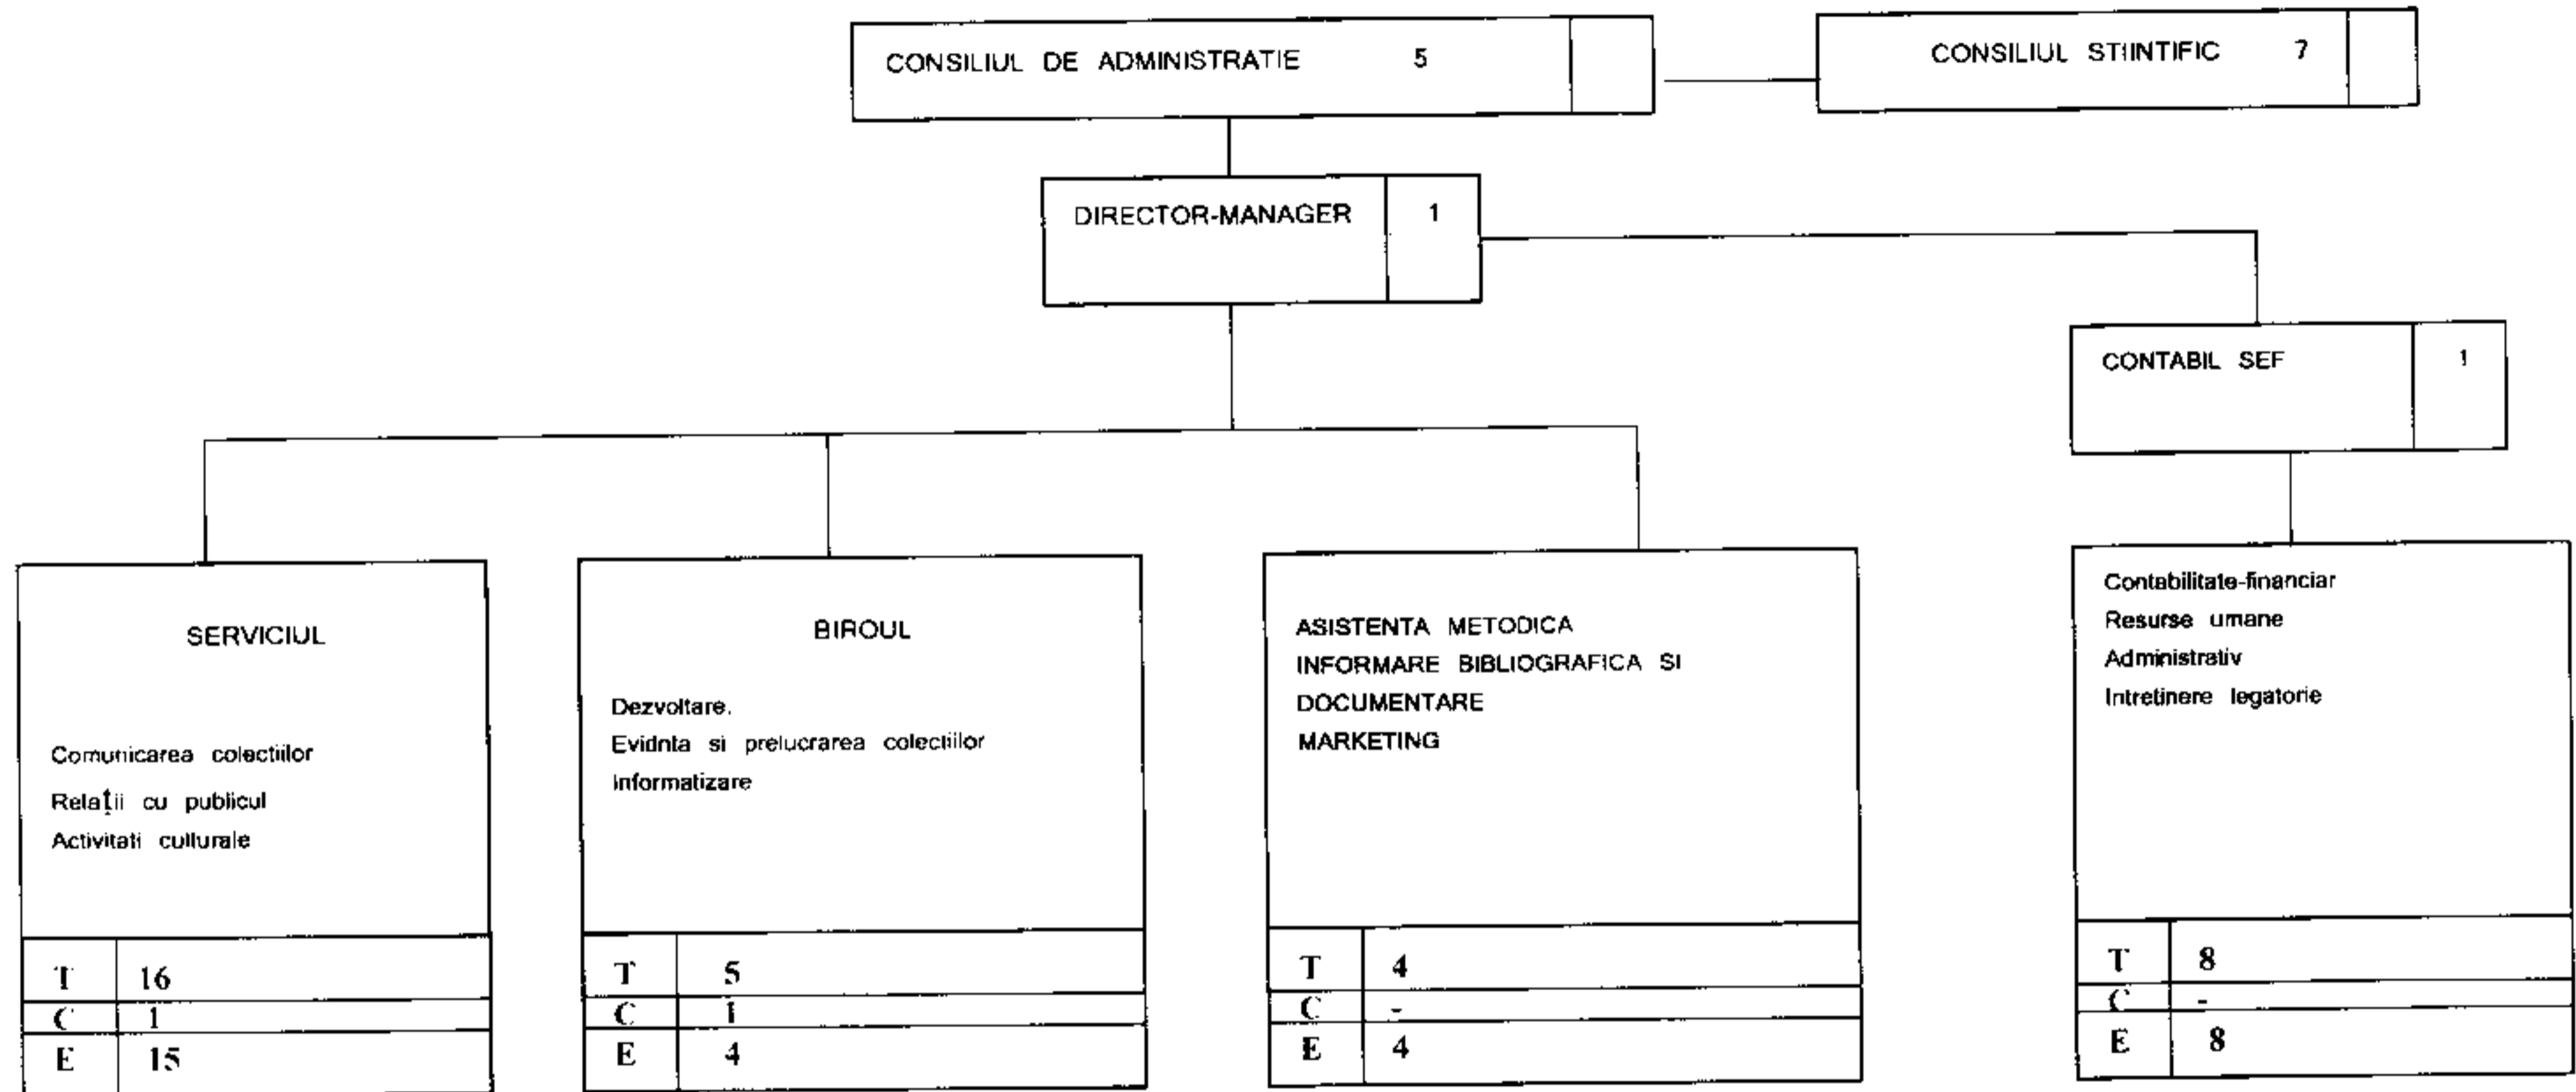 CONSILIUL DE ADMINISTRATIE 5
CONSILIUL STIINTIFIC 7
DIRECTOR-MANAGER 1
CONTABIL SEF 1
SERVICIUL
Comunicarea colectiilor
Relaţii cu publicul
Activitati culturale
T 16
C 1
E 15
BIROUL
Dezvoltare.
Evidnta si prelucrarea colectiilor
Informatizare
T 5
C 1
E 4
ASISTENTA METODICA
INFORMARE BIBLIOGRAFICA SI
DOCUMENTARE
MARKETING
T 4
C -
E 4
Contabilitate-financiar
Resurse umane
Administrativ
Intretinere legatorie
T 8
C -
E 8